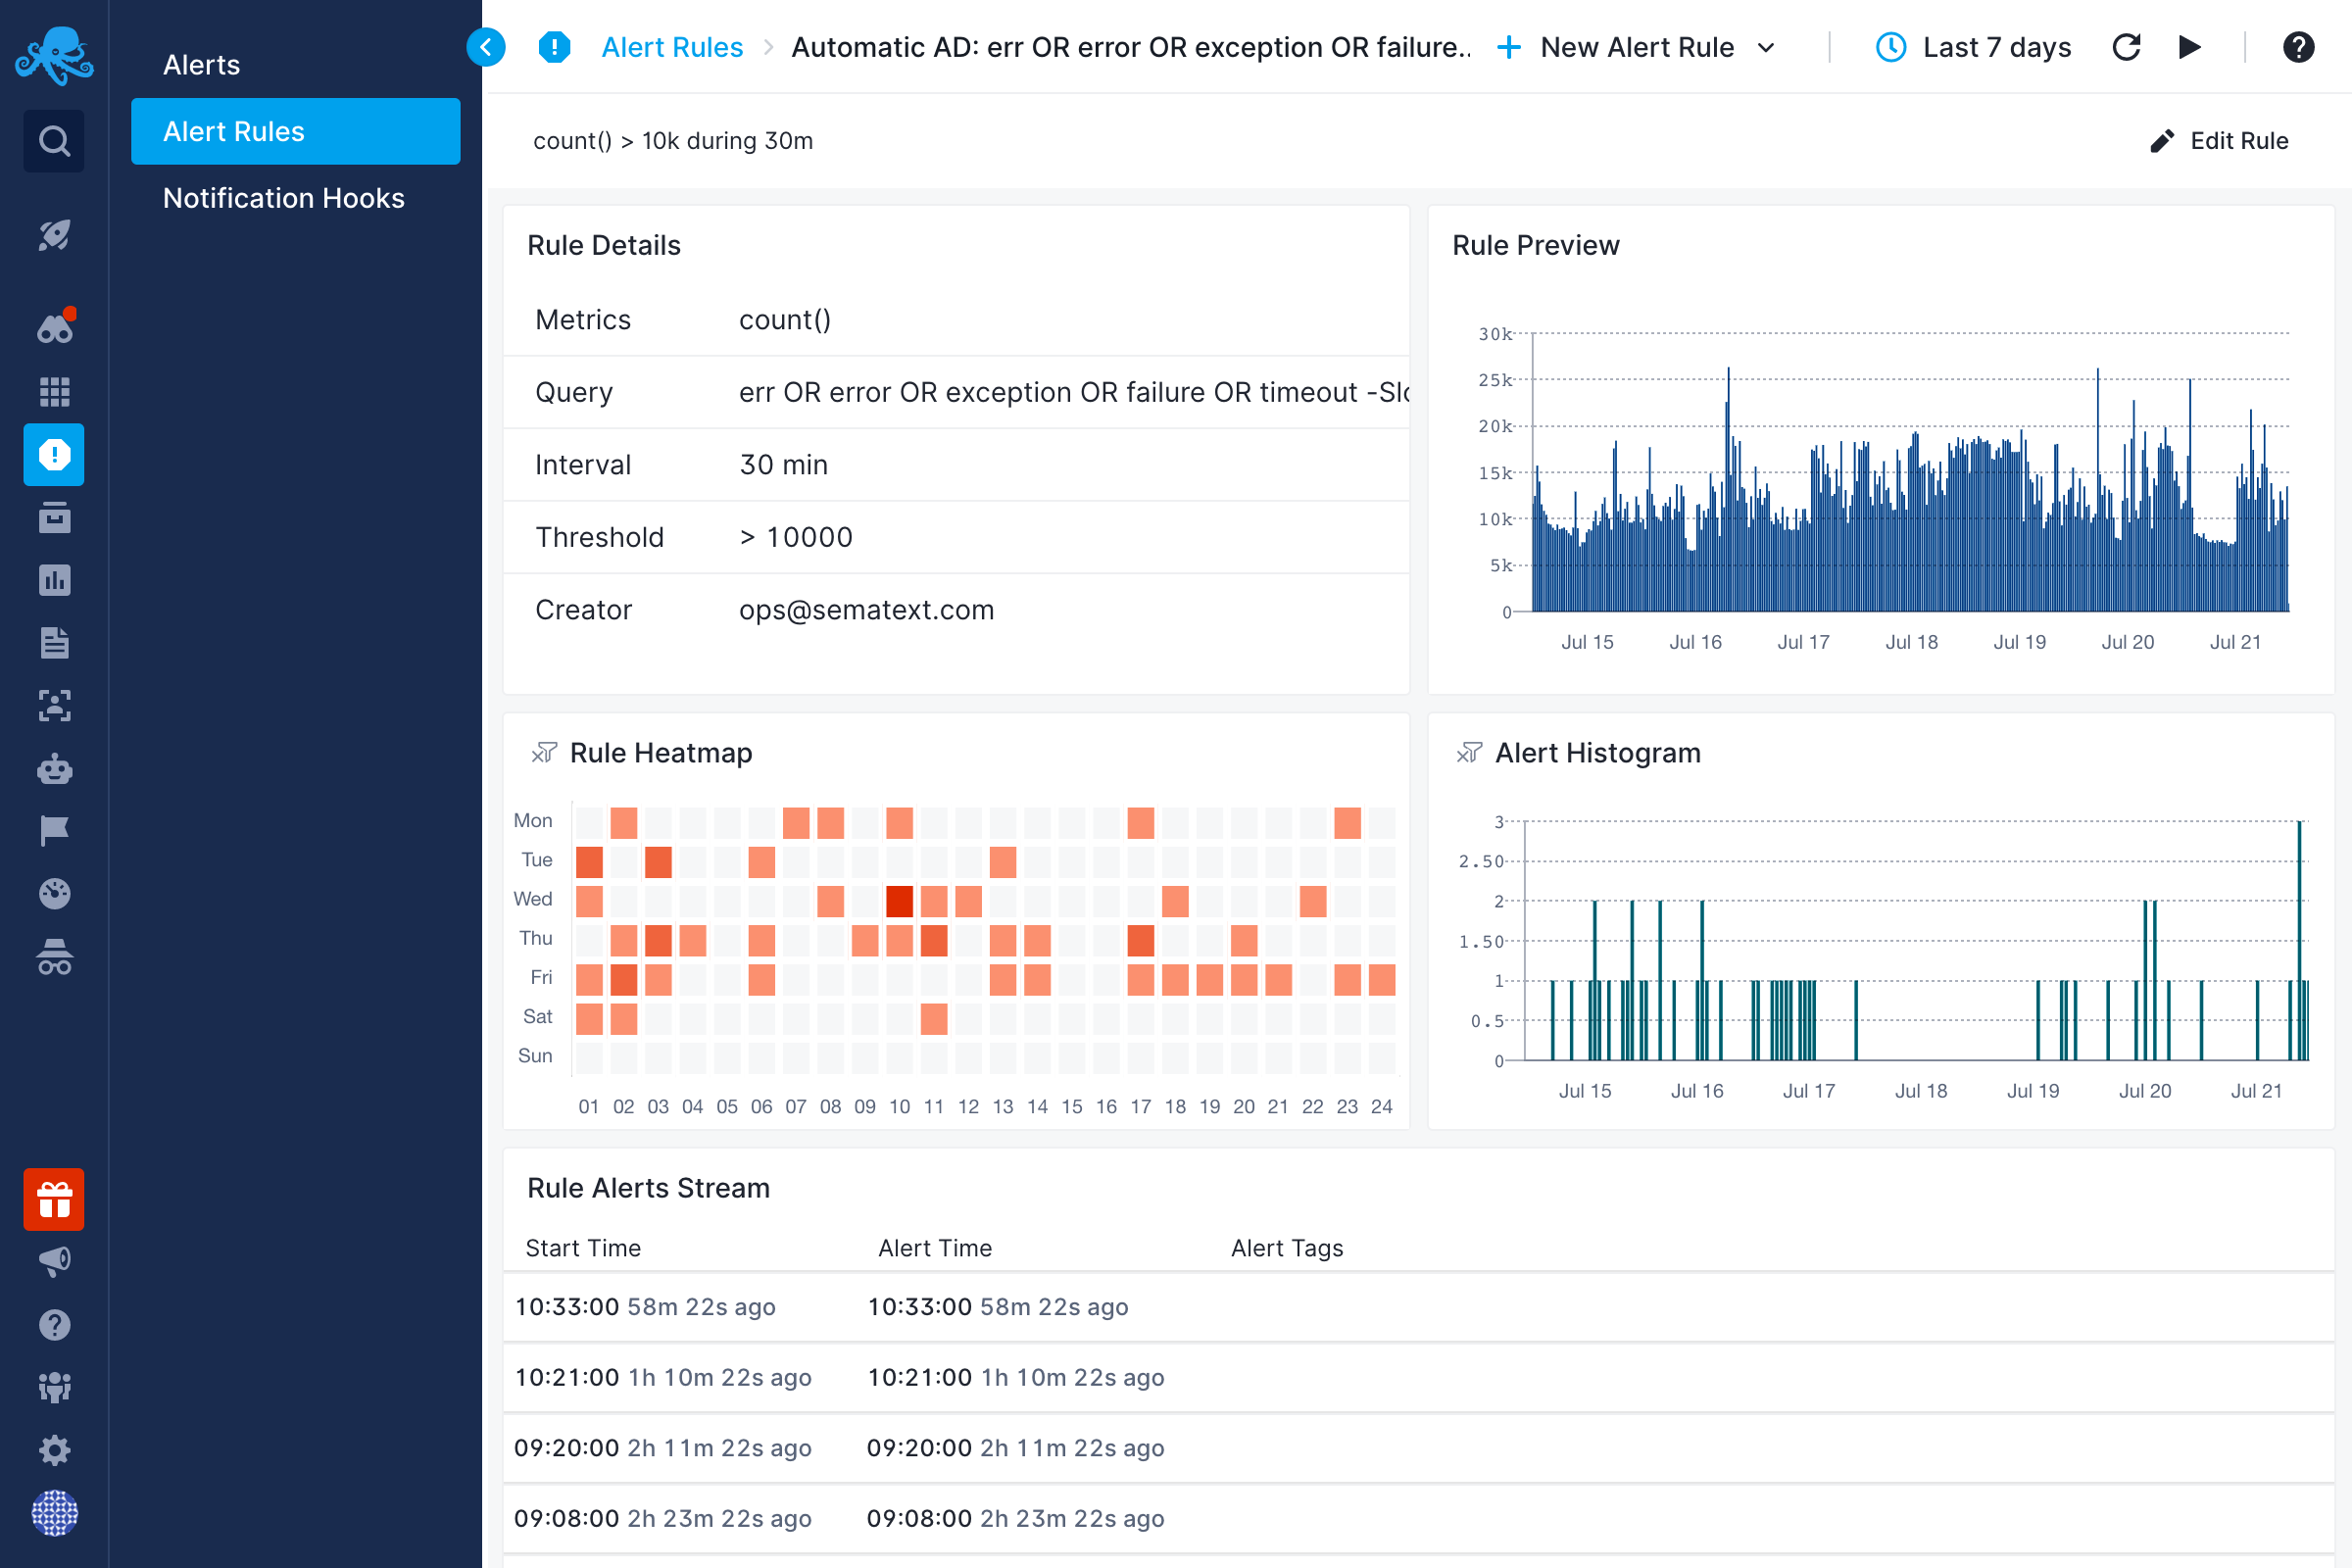 Alerts
Alert Rules
Notification Hooks
Alert Rules
Automatic AD: err OR error OR exception OR failure..
New Alert Rule
Last 7 days
count() > 10k during 30m
Edit Rule
Rule Details
Metrics count()
Query err OR error OR exception OR failure OR timeout -Slo
Interval 30 min
Threshold > 10000
Creator ops@sematext.com
Rule Preview
30k
25k
20k
15k
10k
5k
0
Jul 15 Jul 16 Jul 17 Jul 18 Jul 19 Jul 20 Jul 21
Rule Heatmap
Mon
Tue
Wed
Thu
Fri
Sat
Sun
01 02 03 04 05 06 07 08 09 10 11 12 13 14 15 16 17 18 19 20 21 22 23 24
Alert Histogram
3
2.50
2
1.50
1
0.5
0
Jul 15 Jul 16 Jul 17 Jul 18 Jul 19 Jul 20 Jul 21
Rule Alerts Stream
Start Time Alert Time Alert Tags
10:33:00 58m 22s ago 10:33:00 58m 22s ago
10:21:00 1h 10m 22s ago 10:21:00 1h 10m 22s ago
09:20:00 2h 11m 22s ago 09:20:00 2h 11m 22s ago
09:08:00 2h 23m 22s ago 09:08:00 2h 23m 22s ago